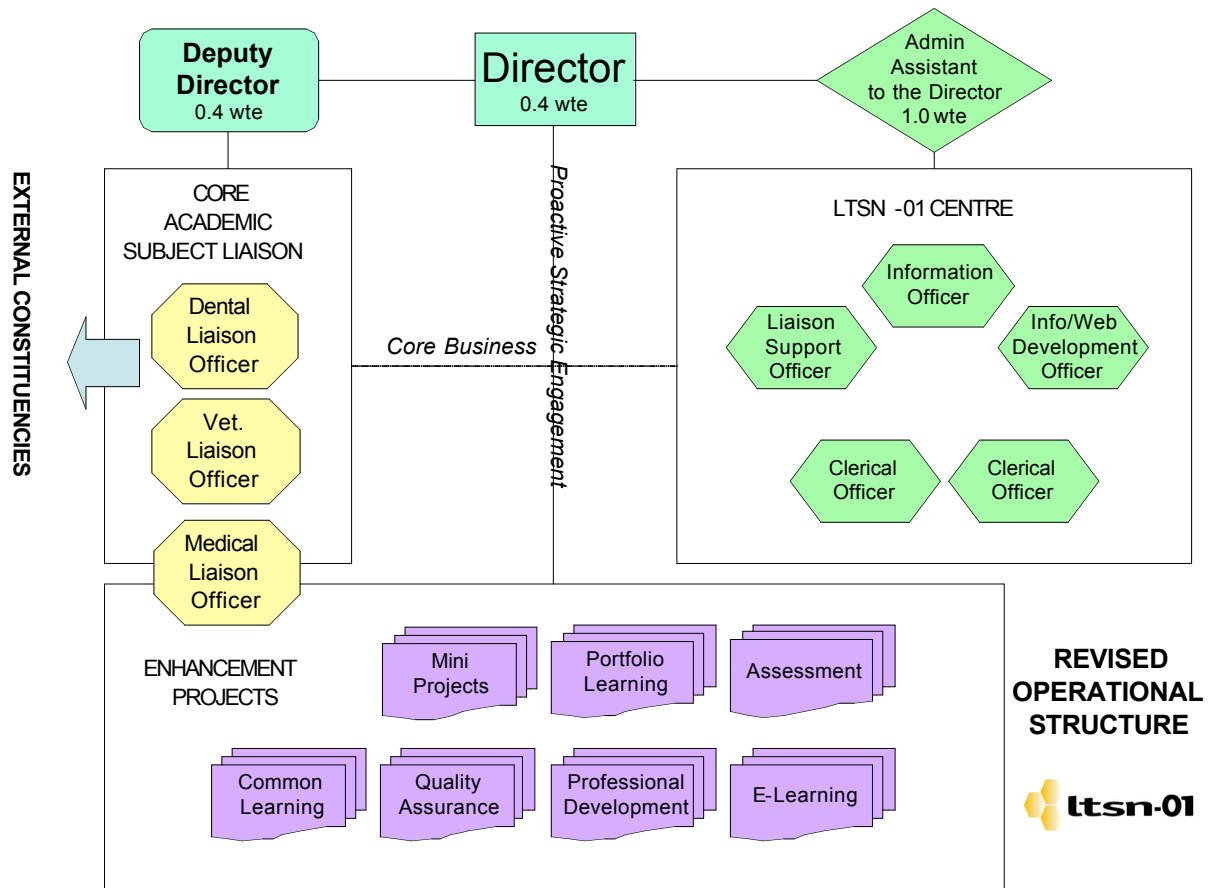 Deputy
Director
0.4 wte
Director
0.4 wte
Admin
Assistant
to the Director
1.0 wte
EXTERNAL CONSTITUENCIES
CORE
ACADEMIC
SUBJECT LIAISON
Dental
Liaison
Officer
Vet.
Liaison
Officer
Medical
Liaison
Officer
Core Business
Proactive Strategic Engagement
LTSN -01 CENTRE
Information
Officer
Liaison
Support
Officer
Info/Web
Development
Officer
Clerical
Officer
Clerical
Officer
ENHANCEMENT
PROJECTS
Mini
Projects
Portfolio
Learning
Assessment
Common
Learning
Quality
Assurance
Professional
Development
E-Learning
REVISED
OPERATIONAL
STRUCTURE
ltsn-01